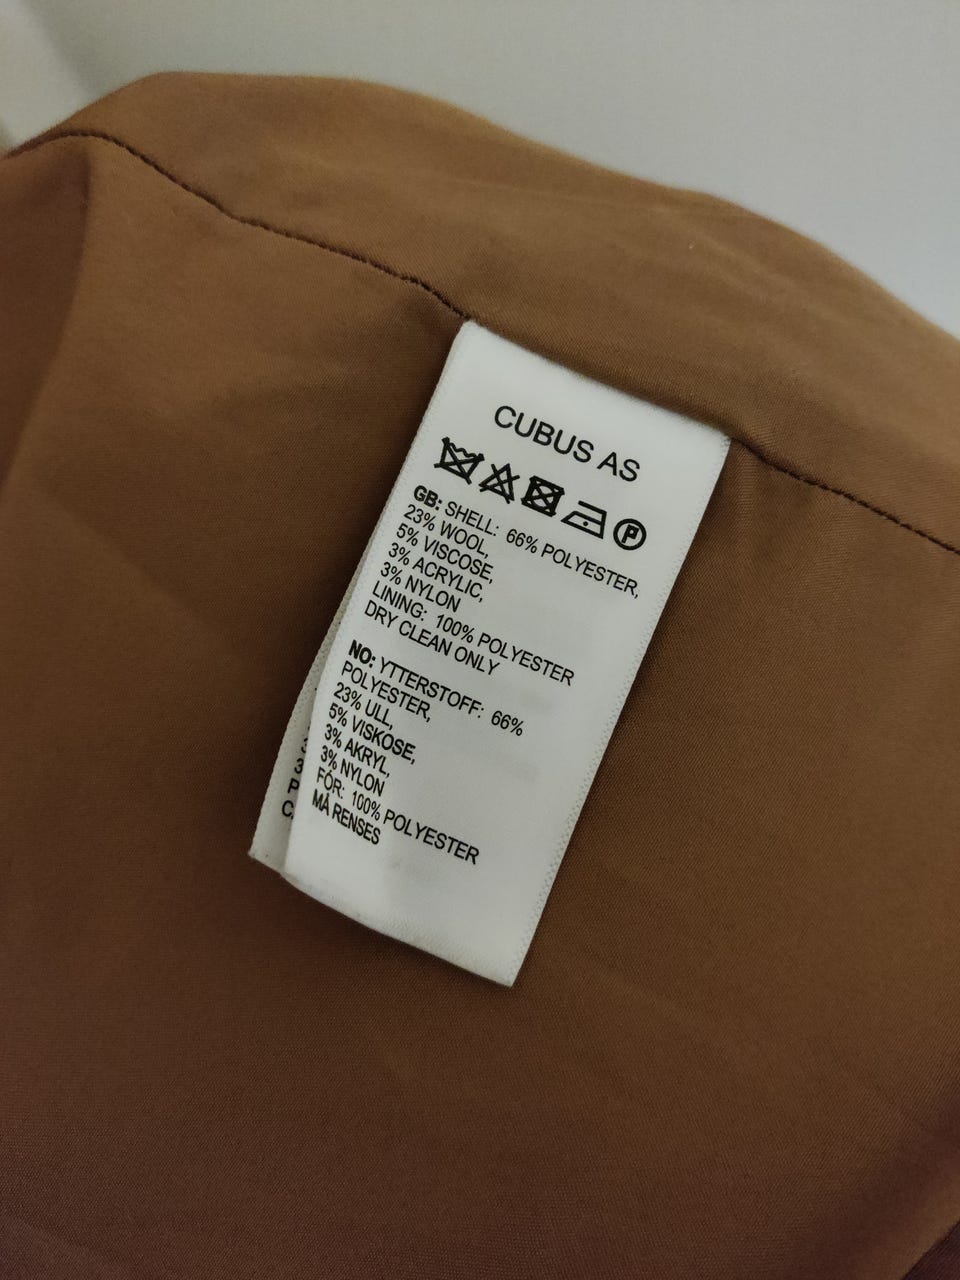 CUBUS AS
P
GB: SHELL: 66% POLYESTER,
23% WOOL,
5% VISCOSE,
3% ACRYLIC,
3% NYLON
LINING: 100% POLYESTER
DRY CLEAN ONLY
NO: YTTERSTOFF: 66%
POLYESTER,
23% ULL,
5% VISKOSE,
3% AKRYL,
3% NYLON
FÓR: 100% POLYESTER
MÅ RENSES